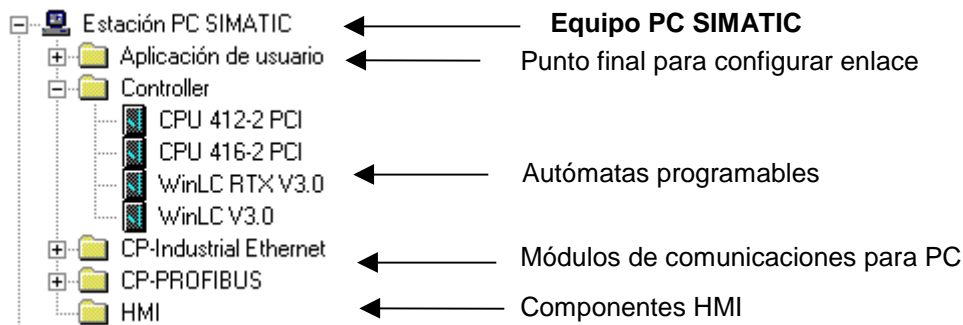 Estación PC SIMATIC
Equipo PC SIMATIC
Aplicación de usuario
Punto final para configurar enlace
Controller
CPU 412-2 PCI
CPU 416-2 PCI
WinLC RTX V3.0
Autómatas programables
WinLC V3.0
CP-Industrial Ethernet
Módulos de comunicaciones para PC
CP-PROFIBUS
HMI
Componentes HMI